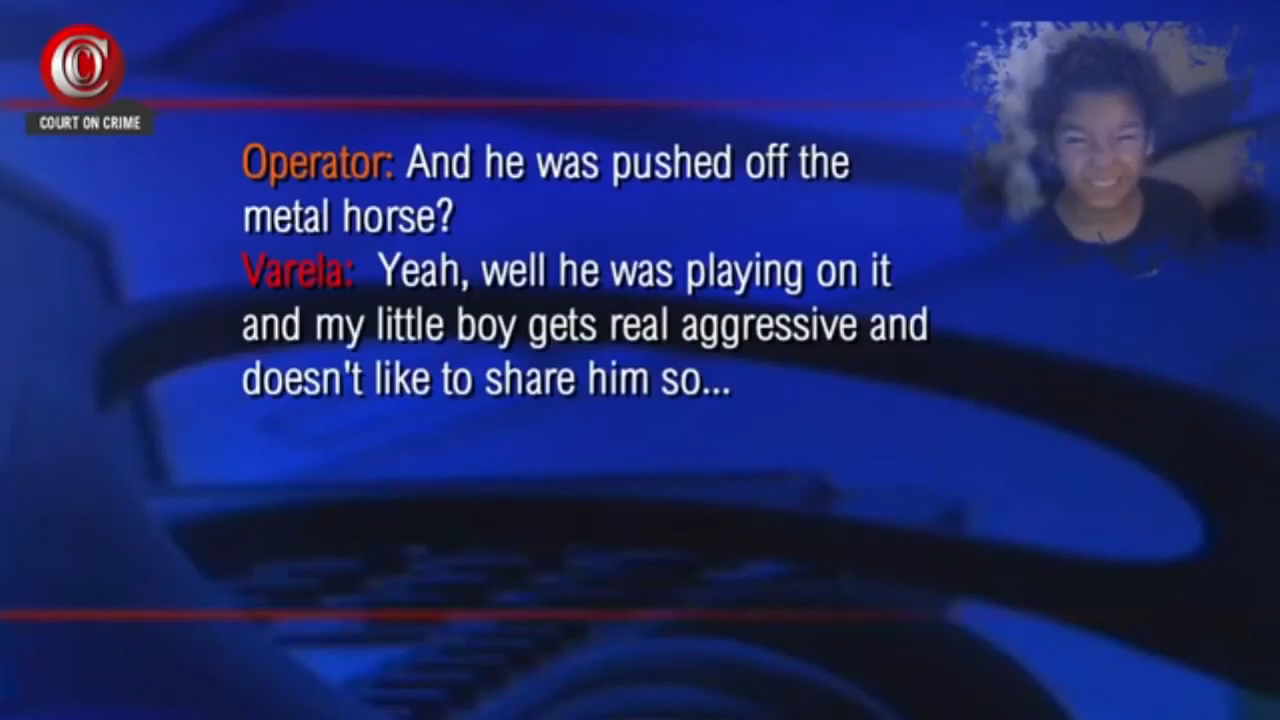 COURT ON CRIME
Operator: And he was pushed off the
metal horse?
Varela: Yeah, well he was playing on it
and my little boy gets real aggressive and
doesn't like to share him so...